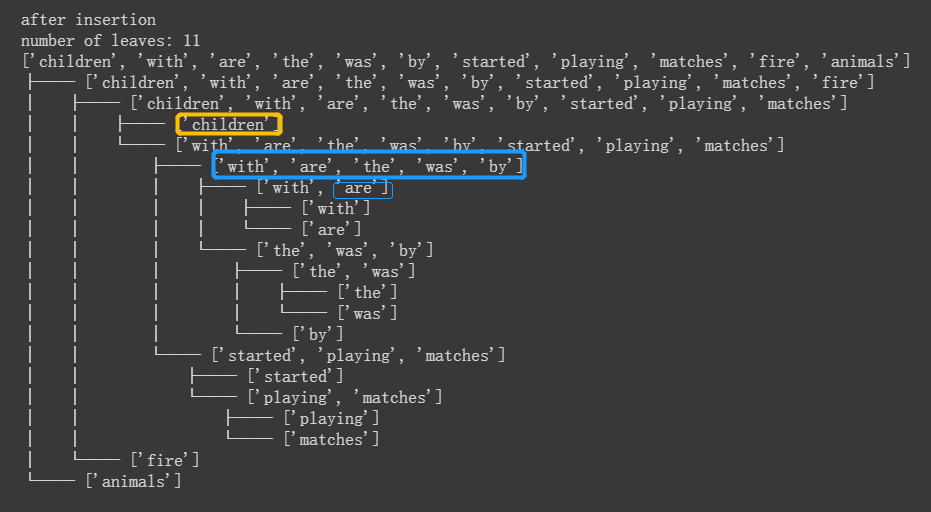 after insertion
number of leaves: 11
['children', 'with', 'are', 'the', 'was', 'by', 'started', 'playing', 'matches', 'fire', 'animals']
['children', 'with', 'are', 'the', 'was', 'by', 'started', 'playing', 'matches', 'fire']
['children', 'with', 'are', 'the', 'was', 'by', 'started', 'playing', 'matches']
['children']
['with', 'are', 'the', 'was', 'by', 'started', 'playing', 'matches']
['with', 'are', 'the', 'was', 'by']
['with', 'are']
['with']
['are']
['the', 'was', 'by']
['the', 'was']
['the']
['was']
['by']
['started', 'playing', 'matches']
['started']
['playing', 'matches']
['playing']
['matches']
['fire']
['animals']